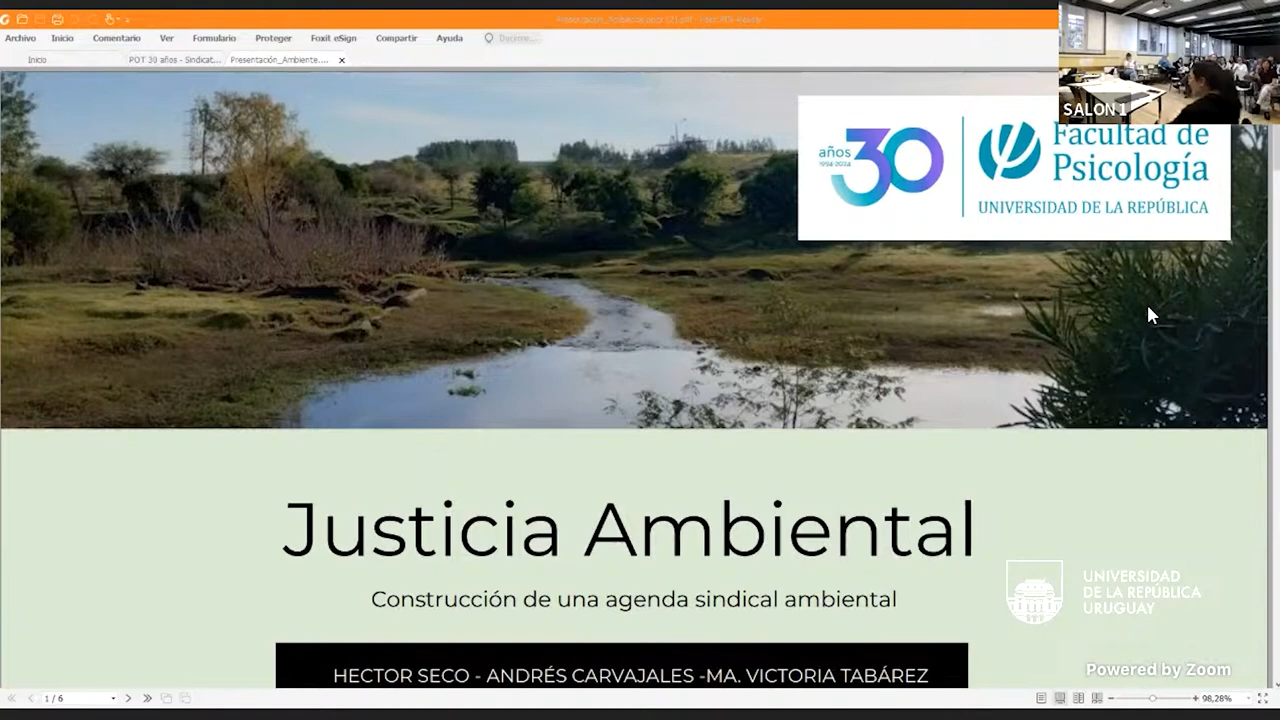 Archivo Inicio Comentario Ver Formulario Proteger Foxit eSign Compartir Ayuda
Inicio POT 30 años - Sindicat... Presentación_Ambiente....
SALON 1
años 30
1994-2024
Facultad de
Psicología
UNIVERSIDAD DE LA REPÚBLICA
Justicia Ambiental
Construcción de una agenda sindical ambiental
UNIVERSIDAD
DE LA REPÚBLICA
URUGUAY
HECTOR SECO - ANDRÉS CARVAJALES -MA. VICTORIA TABÁREZ
Powered by Zoom
1 / 6
98,28%